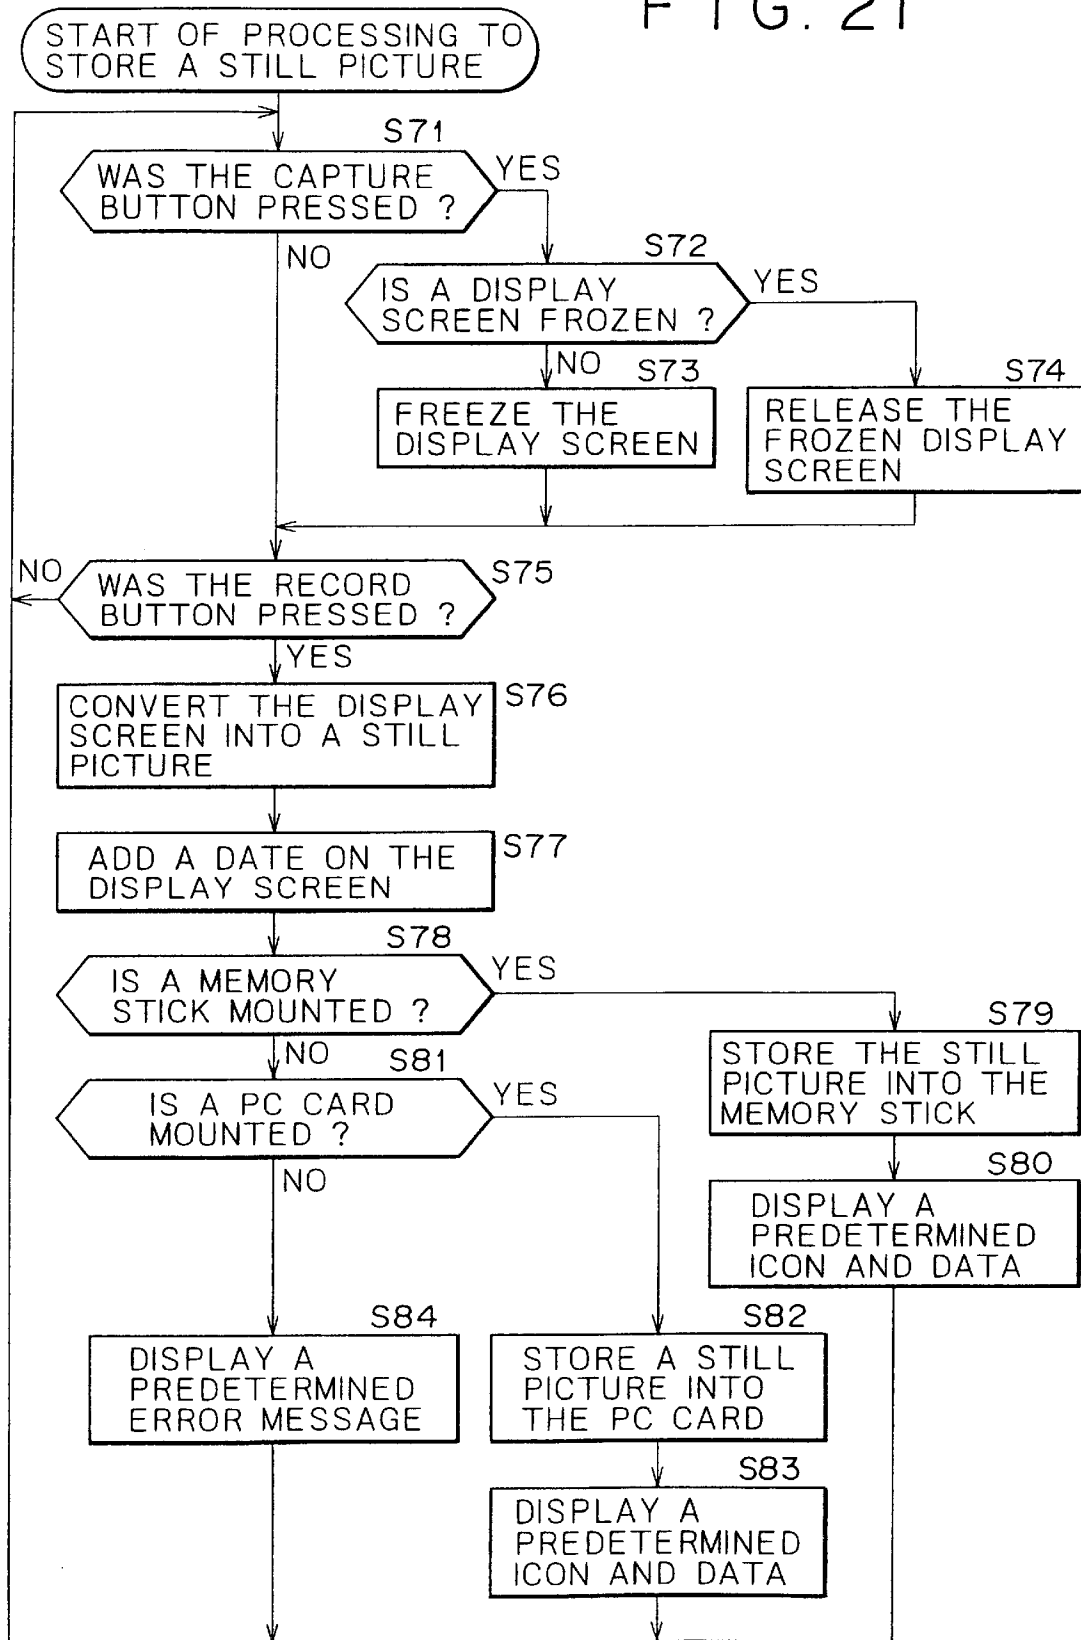 FIG. 21
START OF PROCESSING TO
STORE A STILL PICTURE
S71
WAS THE CAPTURE
BUTTON PRESSED ?
YES
NO
S72
IS A DISPLAY
SCREEN FROZEN ?
YES
NO
S73
FREEZE THE
DISPLAY SCREEN
S74
RELEASE THE
FROZEN DISPLAY
SCREEN
NO
S75
WAS THE RECORD
BUTTON PRESSED ?
YES
S76
CONVERT THE DISPLAY
SCREEN INTO A STILL
PICTURE
S77
ADD A DATE ON THE
DISPLAY SCREEN
S78
IS A MEMORY
STICK MOUNTED ?
YES
NO
S79
STORE THE STILL
PICTURE INTO THE
MEMORY STICK
S80
DISPLAY A
PREDETERMINED
ICON AND DATA
S81
IS A PC CARD
MOUNTED ?
YES
NO
S82
STORE A STILL
PICTURE INTO
THE PC CARD
S83
DISPLAY A
PREDETERMINED
ICON AND DATA
S84
DISPLAY A
PREDETERMINED
ERROR MESSAGE